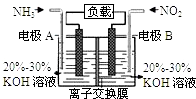 NH₃ 负载 NO₂
电极 A 电极 B
20%-30% 20%-30%
KOH 溶液 KOH 溶液
离子交换膜